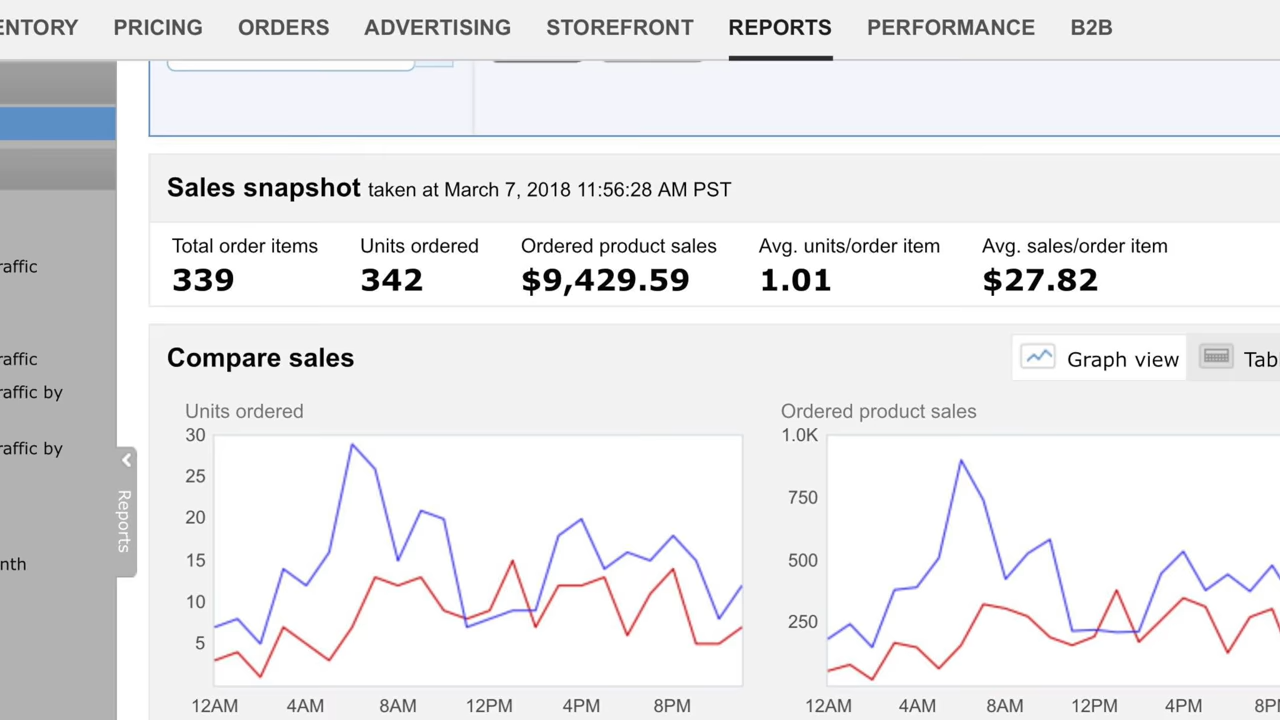 ENTORY PRICING ORDERS ADVERTISING STOREFRONT REPORTS PERFORMANCE B2B
Sales snapshot taken at March 7, 2018 11:56:28 AM PST
Total order items Units ordered Ordered product sales Avg. units/order item Avg. sales/order item
339 342 $9,429.59 1.01 $27.82
raffic
raffic
raffic by
raffic by
nth
Reports
Compare sales
Graph view Tab
Units ordered
30
25
20
15
10
5
12AM 4AM 8AM 12PM 4PM 8PM
Ordered product sales
1.0K
750
500
250
12AM 4AM 8AM 12PM 4PM 8P